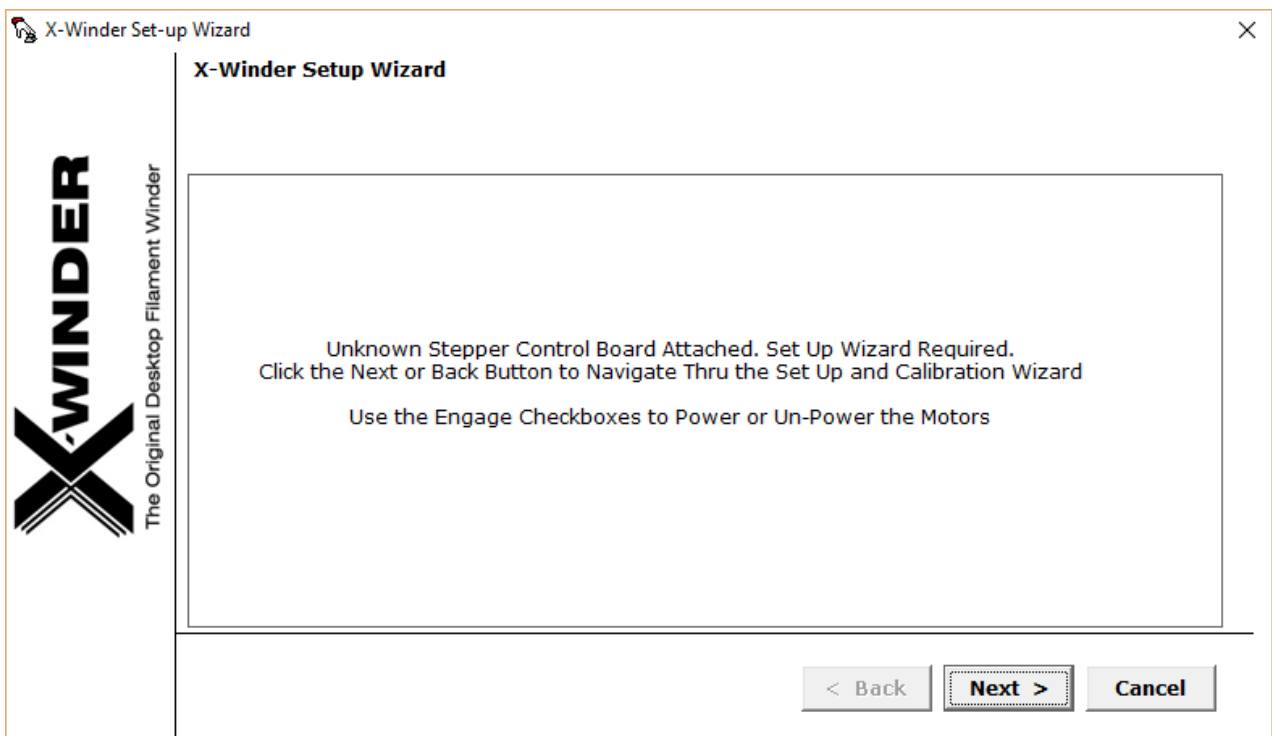 X-Winder Set-up Wizard
X-Winder Setup Wizard
X-WINDER
The Original Desktop Filament Winder
Unknown Stepper Control Board Attached. Set Up Wizard Required.
Click the Next or Back Button to Navigate Thru the Set Up and Calibration Wizard
Use the Engage Checkboxes to Power or Un-Power the Motors
< Back
Next >
Cancel